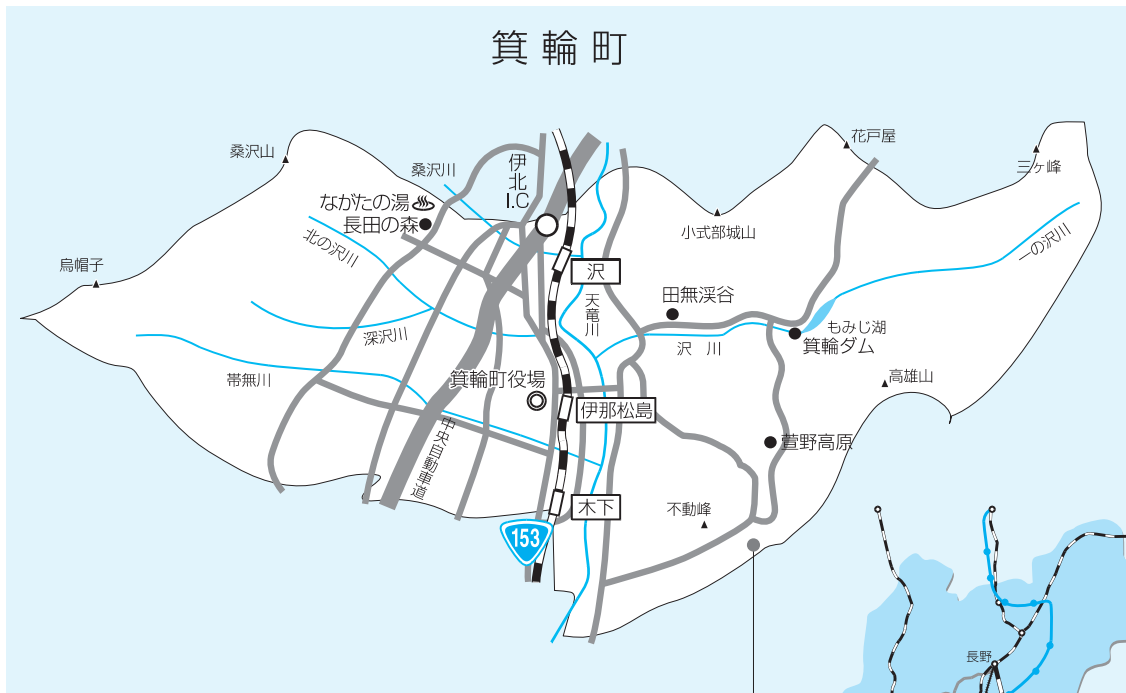 箕輪町
花戸屋
桑沢山
桑沢川
伊北
I.C
三ヶ峰
ながたの湯
長田の森
小式部城山
北の沢川
一の沢川
烏帽子
沢
田無渓谷
天竜川
もみじ湖
箕輪ダム
深沢川
沢川
帯無川
箕輪町役場
高雄山
伊那松島
中央自動車道
萱野高原
木下
不動峰
153
長野